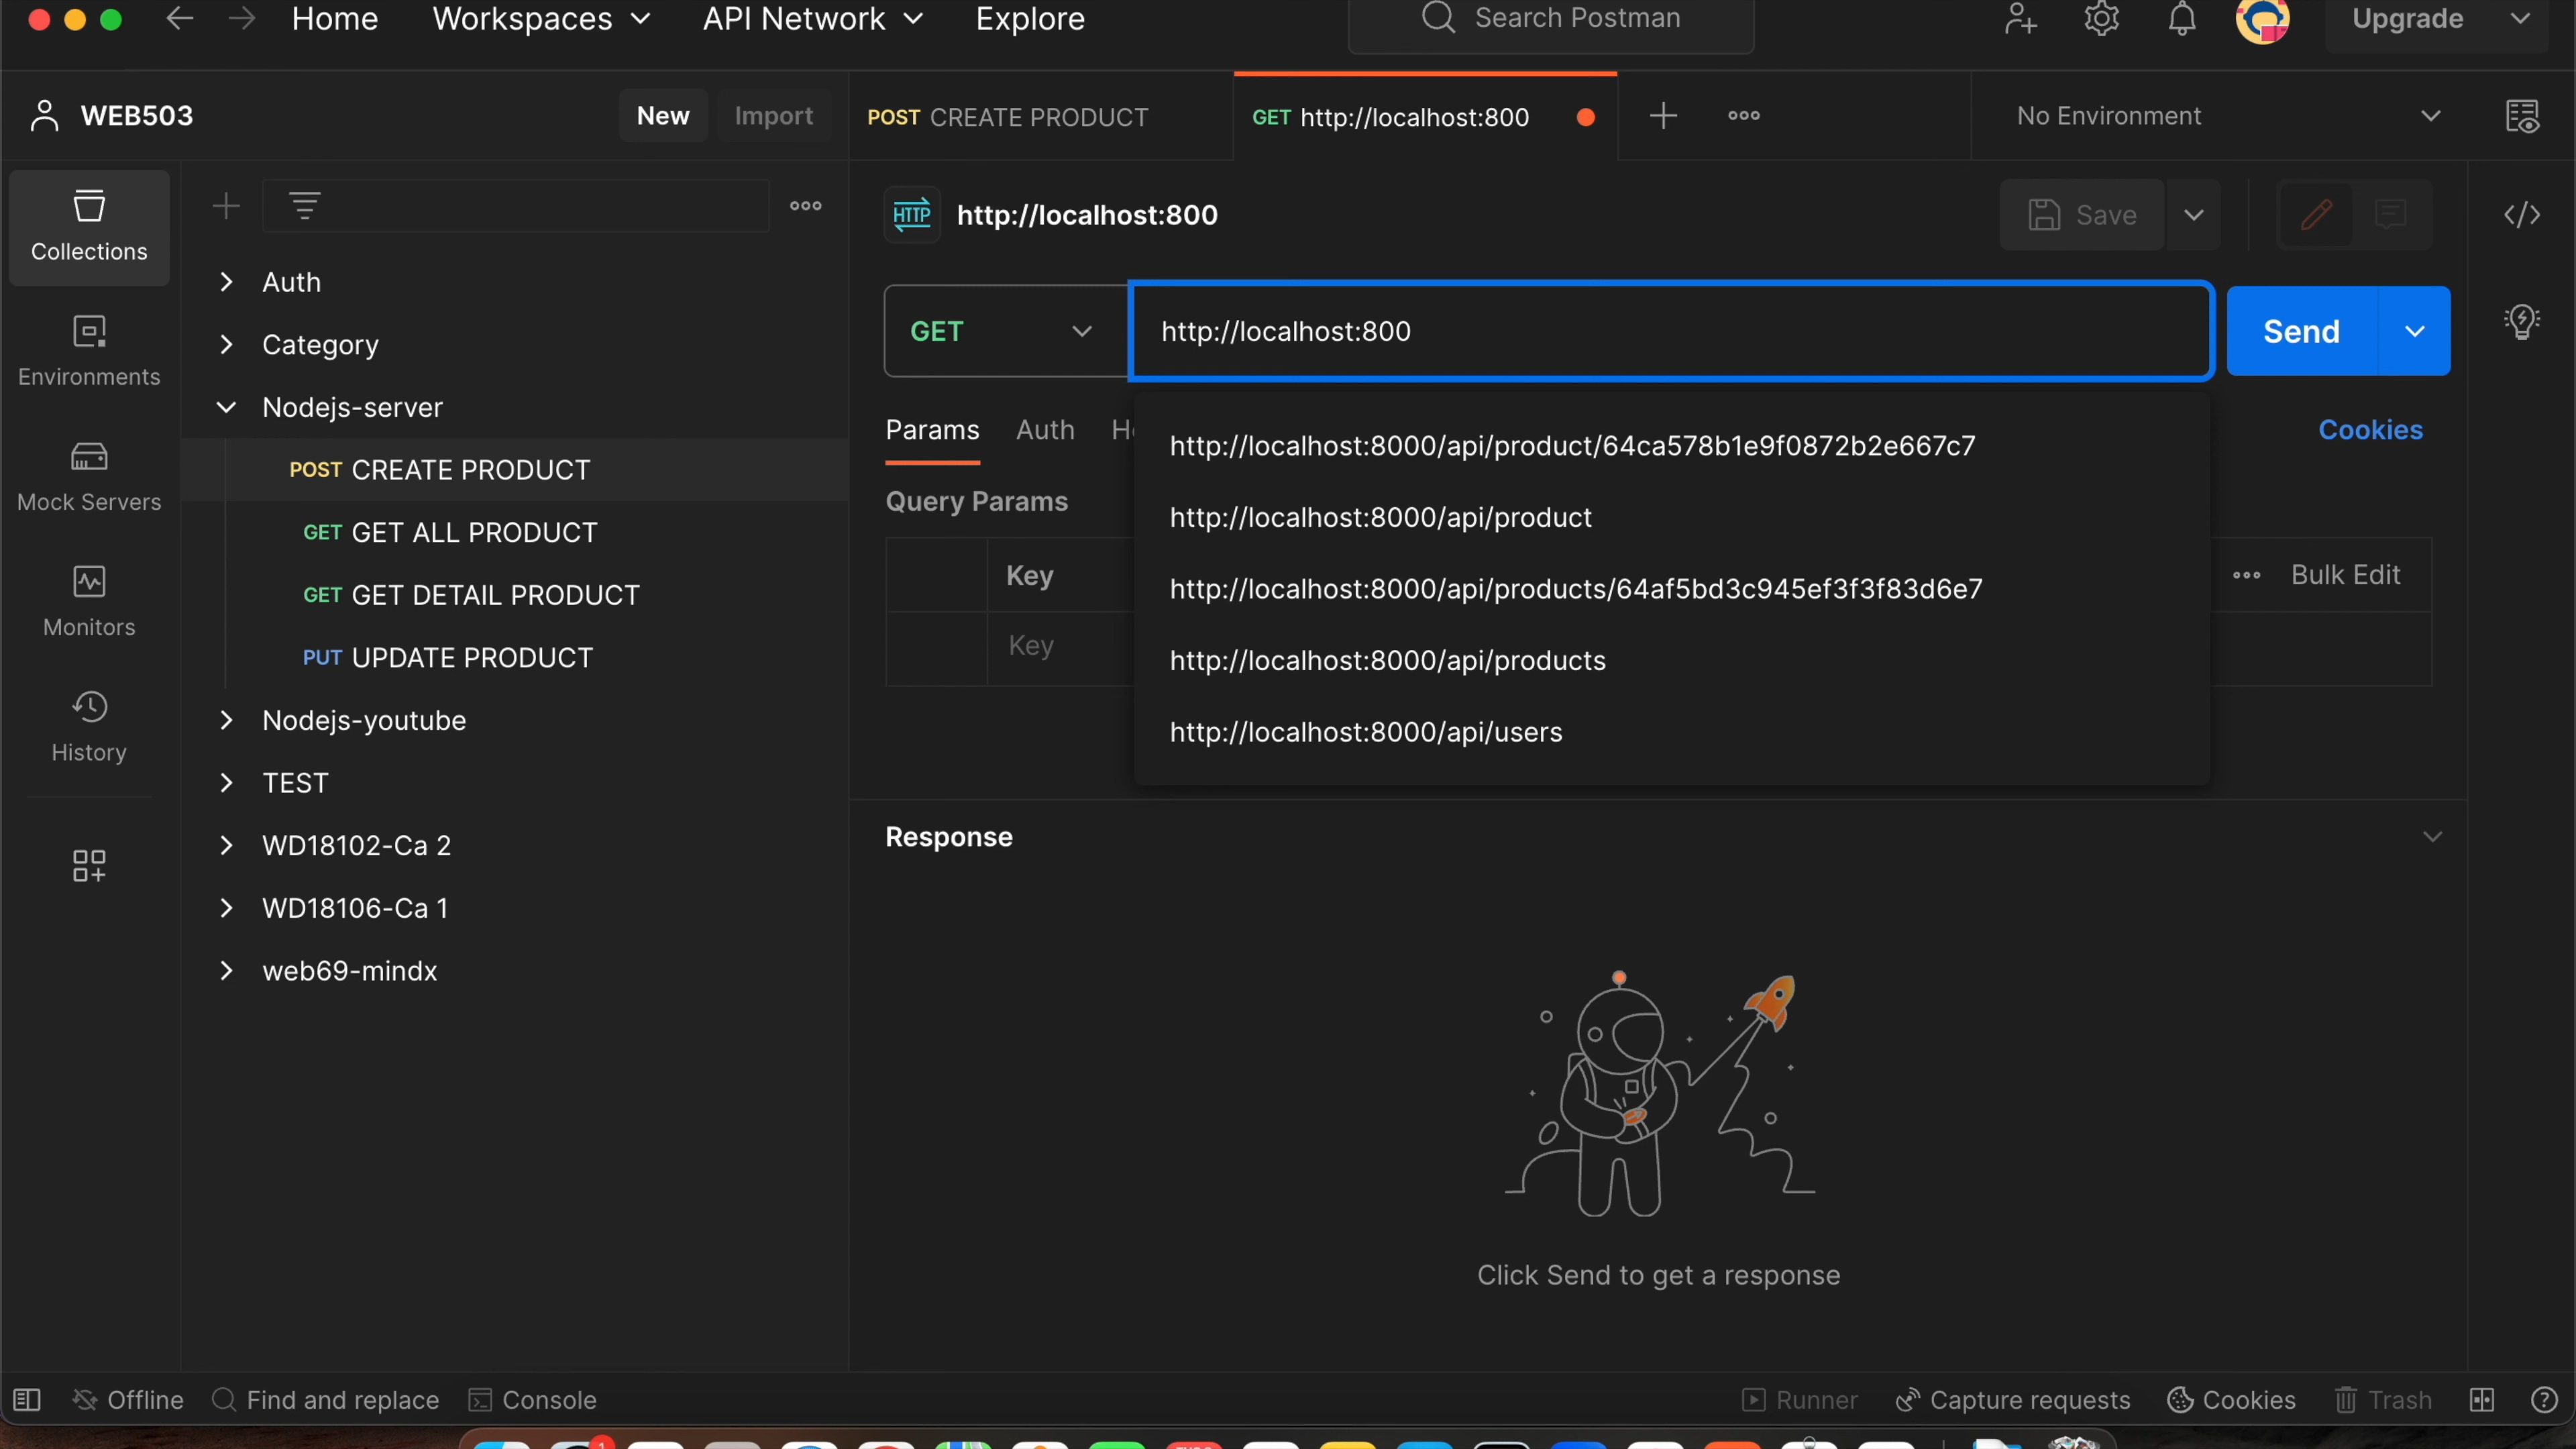 Home Workspaces API Network Explore Search Postman Upgrade
WEB503 New Import POST CREATE PRODUCT GET http://localhost:800 No Environment
HTTP http://localhost:800 Save
Collections
Environments
Mock Servers
Monitors
History
Auth
Category
Nodejs-server
POST CREATE PRODUCT
GET GET ALL PRODUCT
GET GET DETAIL PRODUCT
PUT UPDATE PRODUCT
Nodejs-youtube
TEST
WD18102-Ca 2
WD18106-Ca 1
web69-mindx
GET http://localhost:800 Send
Params Auth Cookies
http://localhost:8000/api/product/64ca578b1e9f0872b2e667c7
http://localhost:8000/api/product
http://localhost:8000/api/products/64af5bd3c945ef3f3f83d6e7
http://localhost:8000/api/products
http://localhost:8000/api/users
Query Params
Key Bulk Edit
Key
Response
Click Send to get a response
Offline Find and replace Console Runner Capture requests Cookies Trash
1